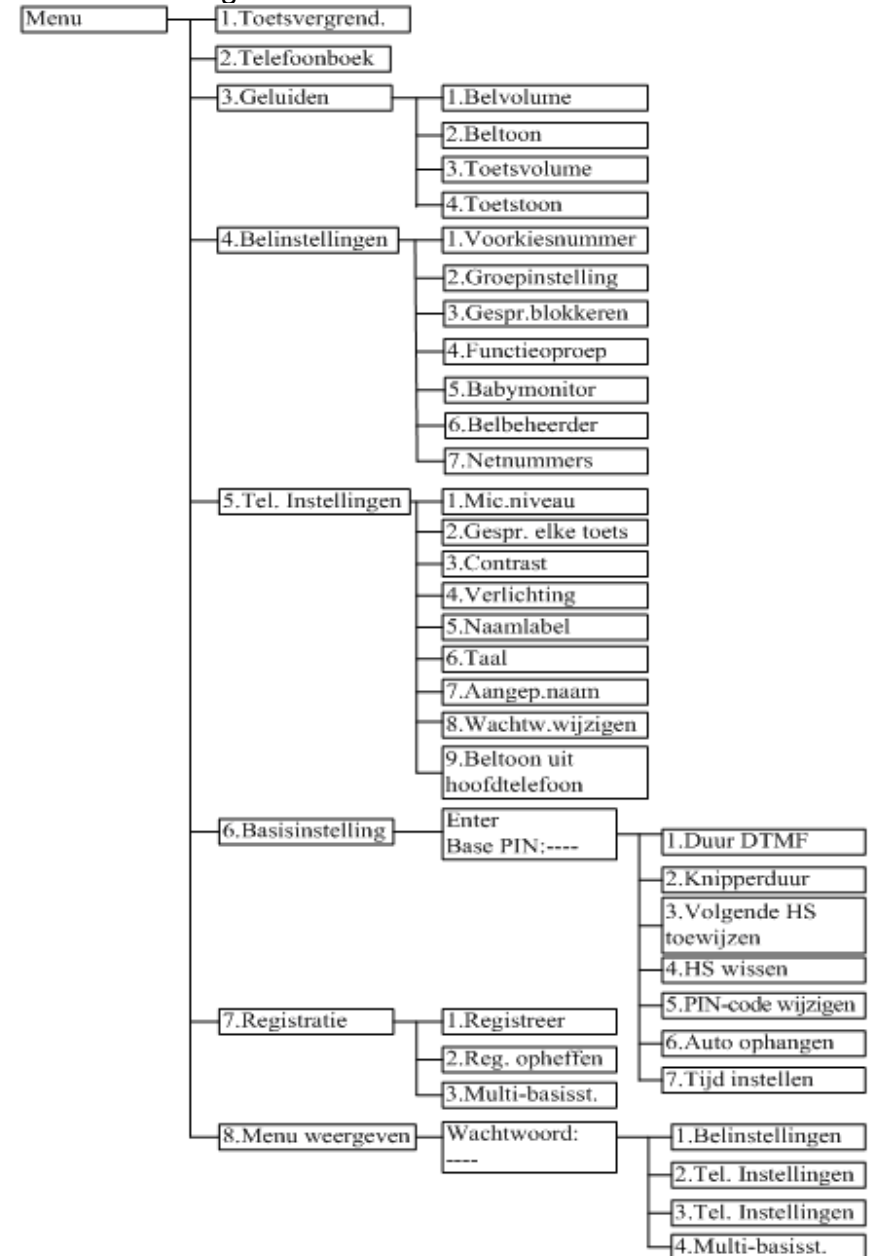 Menu
1.Toetsvergrend.
2.Telefoonboek
3.Geluiden
1.Belvolume
2.Beltoon
3.Toetsvolume
4.Toetstoon
4.Belinstellingen
1.Voorkiesnummer
2.Groepinstelling
3.Gespr.blokkeren
4.Functieoproep
5.Babymonitor
6.Belbeheerder
7.Netnummers
5.Tel. Instellingen
1.Mic.niveau
2.Gespr. elke toets
3.Contrast
4.Verlichting
5.Naamlabel
6.Taal
7.Aangep.naam
8.Wachtw.wijzigen
9.Beltoon uit
hoofdtelefoon
6.Basisinstelling
Enter
Base PIN:----
1.Duur DTMF
2.Knipperduur
3.Volgende HS
toewijzen
4.HS wissen
5.PIN-code wijzigen
6.Auto ophangen
7.Tijd instellen
7.Registratie
1.Registreer
2.Reg. opheffen
3.Multi-basisst.
8.Menu weergeven
Wachtwoord:
----
1.Belinstellingen
2.Tel. Instellingen
3.Tel. Instellingen
4.Multi-basisst.